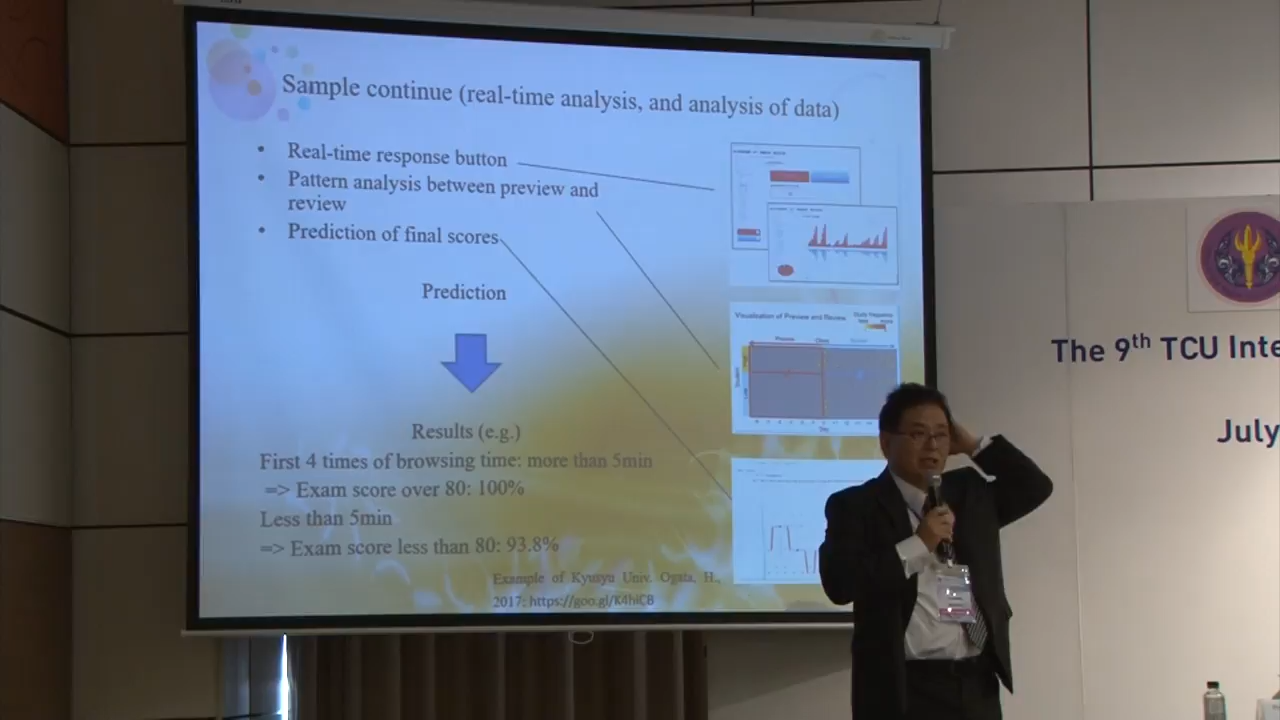 Sample continue (real-time analysis, and analysis of data)
• Real-time response button
• Pattern analysis between preview and
review
• Prediction of final scores
Prediction
Results (e.g.)
First 4 times of browsing time: more than 5min
=> Exam score over 80: 100%
Less than 5min
=> Exam score less than 80: 93.8%
Example of Kyusyu Univ. Ogata, H.,
2017: https://goo.gl/K4hICB
Visualization of Preview and Review
Preview
Class
Day
The 9th TCU Inte
July